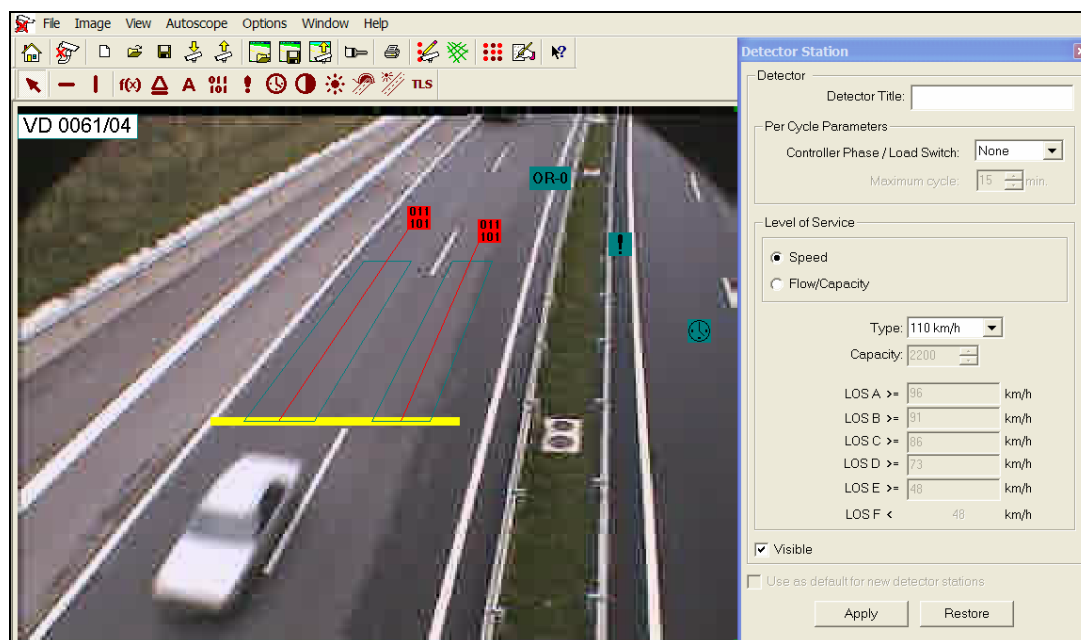 File Image View Autoscope Options Window Help
f(x) A 011 101 ! TLS
VD 0061/04
OR-0
011
101
011
101
!
Detector Station
Detector
Detector Title:
Per Cycle Parameters
Controller Phase / Load Switch: None
Maximum cycle: 15 min.
Level of Service
Speed
Flow/Capacity
Type: 110 km/h
Capacity: 2200
LOS A >= 96 km/h
LOS B >= 91 km/h
LOS C >= 86 km/h
LOS D >= 73 km/h
LOS E >= 48 km/h
LOS F < 48 km/h
Visible
Use as default for new detector stations
Apply Restore